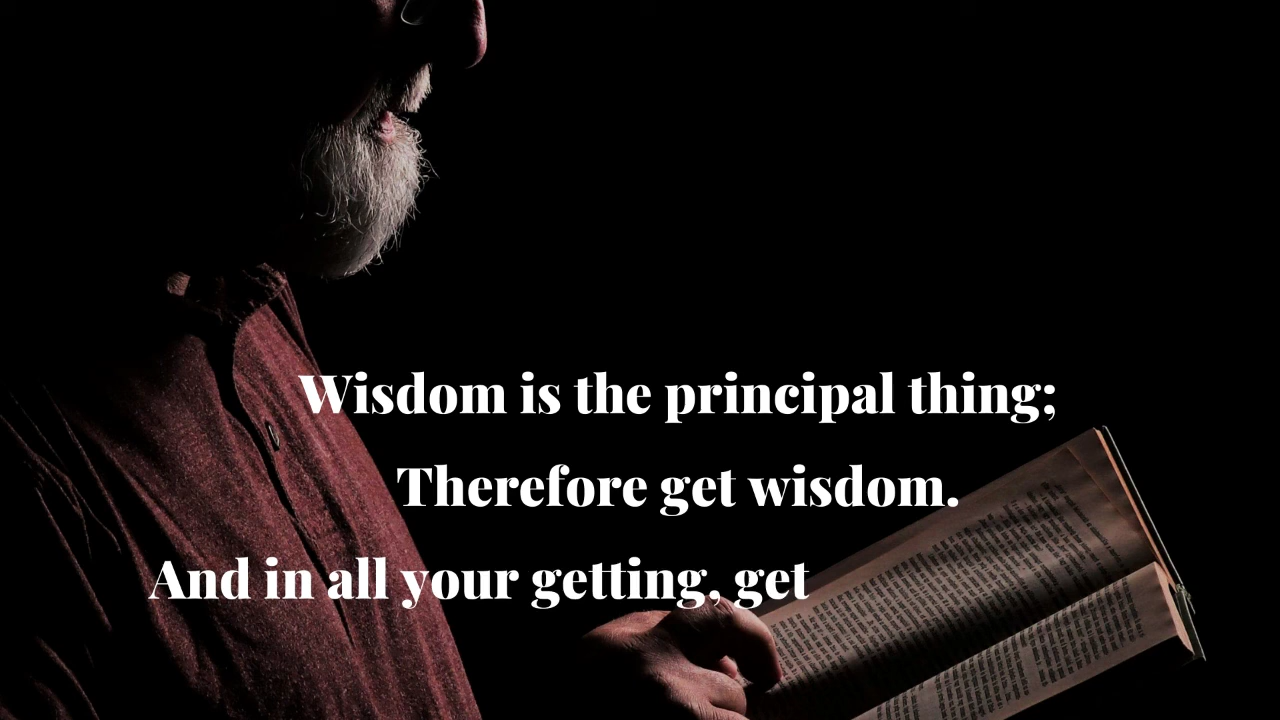 Wisdom is the principal thing;
Therefore get wisdom.
And in all your getting, get